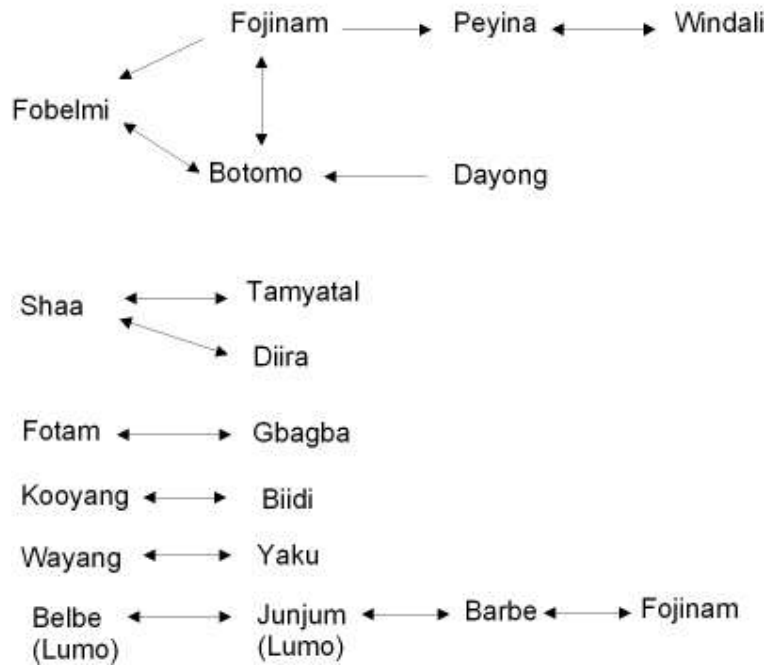 Fojinam Peyina Windali
Fobelmi
Botomo Dayong
Tamyatal
Shaa
Diira
Fotam Gbagba
Kooyang Biidi
Wayang Yaku
Belbe Junjum Barbe Fojinam
(Lumo) (Lumo)